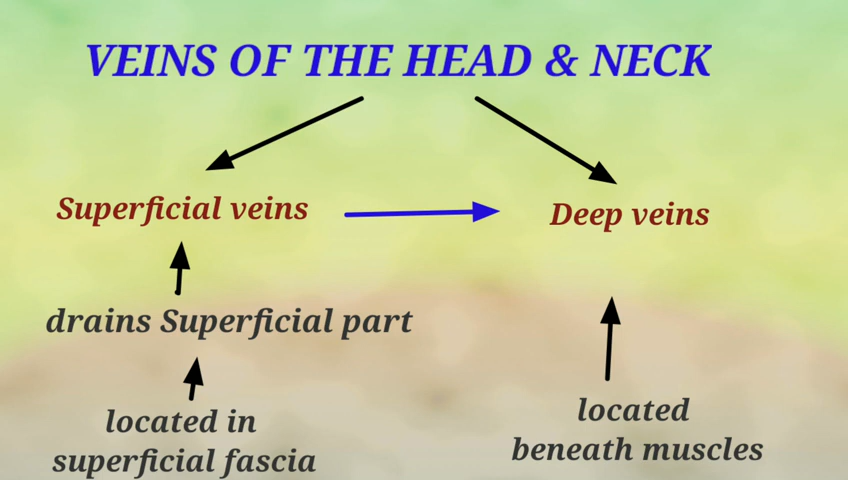 VEINS OF THE HEAD & NECK
Superficial veins
Deep veins
drains Superficial part
located in
superficial fascia
located
beneath muscles